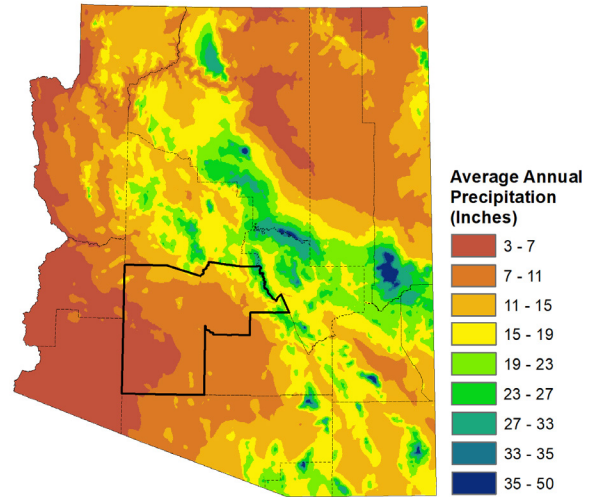 Average Annual
Precipitation
(Inches)
3 - 7
7 - 11
11 - 15
15 - 19
19 - 23
23 - 27
27 - 33
33 - 35
35 - 50